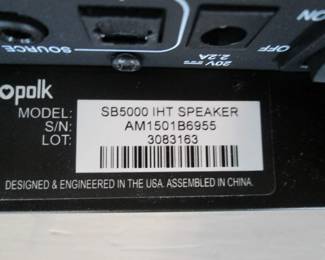 SOURCE
20V
2.2A
OFF
ON
polk
MODEL: SB5000 IHT SPEAKER
S/N: AM1501B6955
LOT: 3083163
DESIGNED & ENGINEERED IN THE USA. ASSEMBLED IN CHINA.